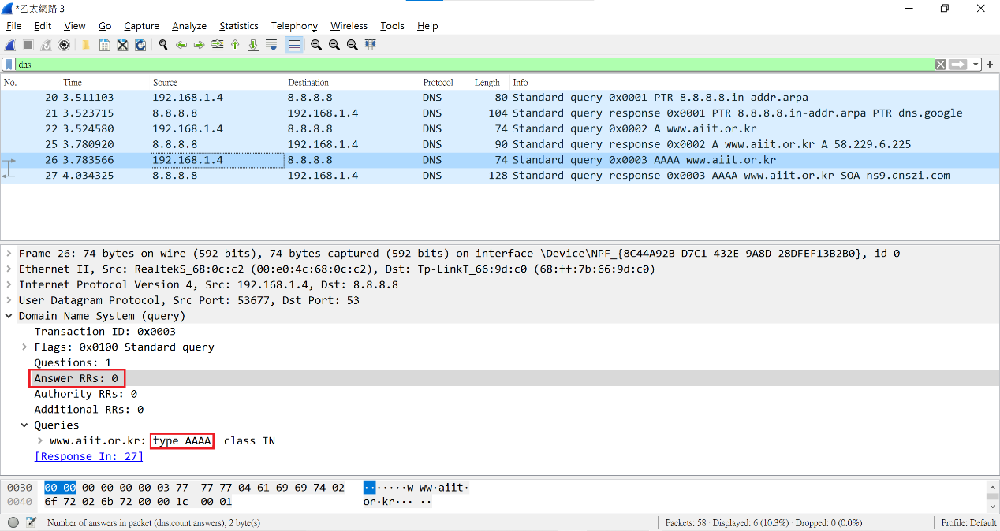 *乙太網路 3
File Edit View Go Capture Analyze Statistics Telephony Wireless Tools Help
dns
No. Time Source Destination Protocol Length Info
20 3.511103 192.168.1.4 8.8.8.8 DNS 80 Standard query 0x0001 PTR 8.8.8.8.in-addr.arpa
21 3.523715 8.8.8.8 192.168.1.4 DNS 104 Standard query response 0x0001 PTR 8.8.8.8.in-addr.arpa PTR dns.google
22 3.524580 192.168.1.4 8.8.8.8 DNS 74 Standard query 0x0002 A www.aiit.or.kr
25 3.780920 8.8.8.8 192.168.1.4 DNS 90 Standard query response 0x0002 A www.aiit.or.kr A 58.229.6.225
26 3.783566 192.168.1.4 8.8.8.8 DNS 74 Standard query 0x0003 AAAA www.aiit.or.kr
27 4.034325 8.8.8.8 192.168.1.4 DNS 128 Standard query response 0x0003 AAAA www.aiit.or.kr SOA ns9.dnszi.com
Frame 26: 74 bytes on wire (592 bits), 74 bytes captured (592 bits) on interface \Device\NPF_{8C44A92B-D7C1-432E-9A8D-28DFEF13B2B0}, id 0
Ethernet II, Src: RealtekS_68:0c:c2 (00:e0:4c:68:0c:c2), Dst: Tp-LinkT_66:9d:c0 (68:ff:7b:66:9d:c0)
Internet Protocol Version 4, Src: 192.168.1.4, Dst: 8.8.8.8
User Datagram Protocol, Src Port: 53677, Dst Port: 53
Domain Name System (query)
Transaction ID: 0x0003
Flags: 0x0100 Standard query
Questions: 1
Answer RRs: 0
Authority RRs: 0
Additional RRs: 0
Queries
www.aiit.or.kr: type AAAA, class IN
[Response In: 27]
0030 00 00 00 00 00 00 03 77 77 77 04 61 69 69 74 02 ·······w ww·aiit·
0040 6f 72 02 6b 72 00 00 1c 00 01 or·kr··· ··
Number of answers in packet (dns.count.answers), 2 byte(s) Packets: 58 · Displayed: 6 (10.3%) · Dropped: 0 (0.0%) Profile: Default